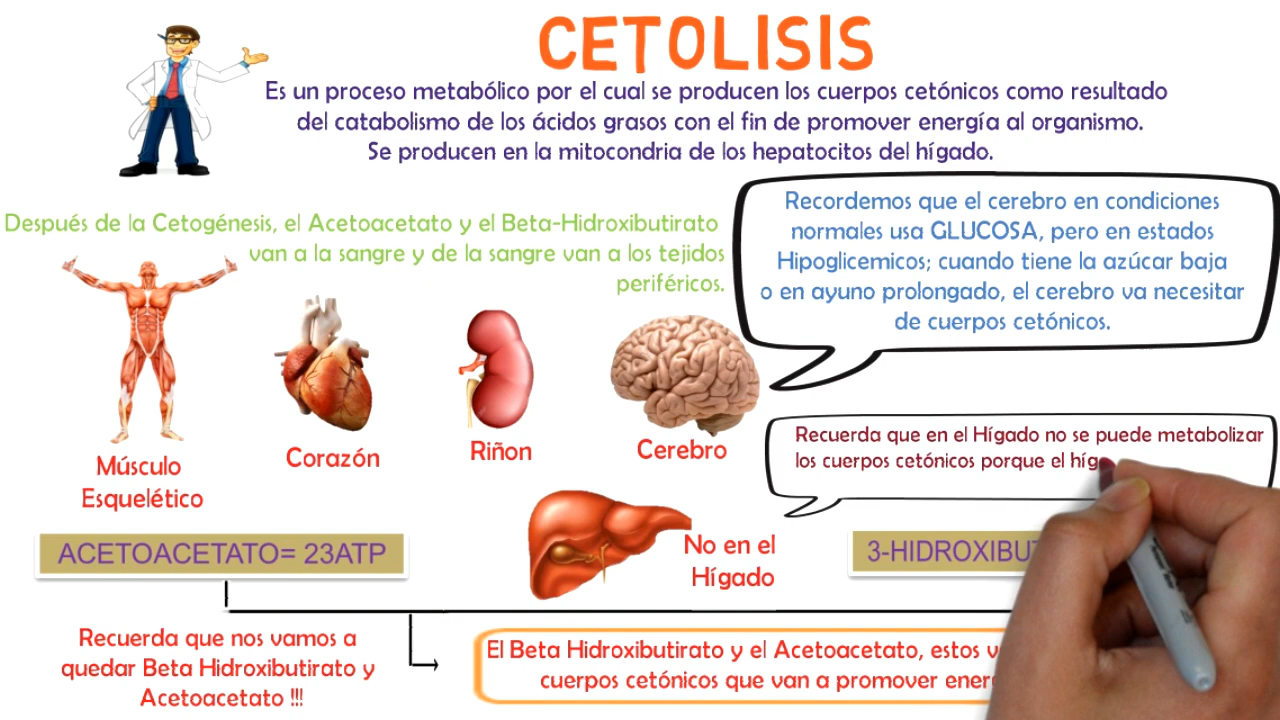 CETOLISIS
Es un proceso metabólico por el cual se producen los cuerpos cetónicos como resultado
del catabolismo de los ácidos grasos con el fin de promover energía al organismo.
Se producen en la mitocondria de los hepatocitos del hígado.
Después de la Cetogénesis, el Acetoacetato y el Beta-Hidroxibutirato
van a la sangre y de la sangre van a los tejidos
periféricos.
Recordemos que el cerebro en condiciones
normales usa GLUCOSA, pero en estados
Hipoglicemicos; cuando tiene la azúcar baja
o en ayuno prolongado, el cerebro va necesitar
de cuerpos cetónicos.
Músculo
Esquelético
Corazón
Riñon
Cerebro
Recuerda que en el Hígado no se puede metabolizar
los cuerpos cetónicos porque el
No en el
Hígado
ACETOACETATO= 23ATP
Recuerda que nos vamos a
quedar Beta Hidroxibutirato y
Acetoacetato !!!
El Beta Hidroxibutirato y el Acetoacetato, estos
cuerpos cetónicos que van a promover